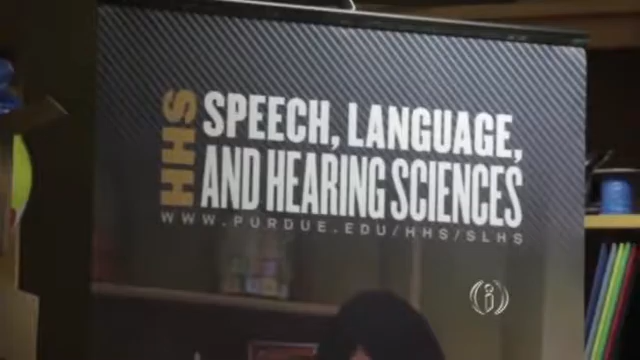 HHS
SPEECH, LANGUAGE,
AND HEARING SCIENCES
WWW.PURDUE.EDU/HHS/SLHS